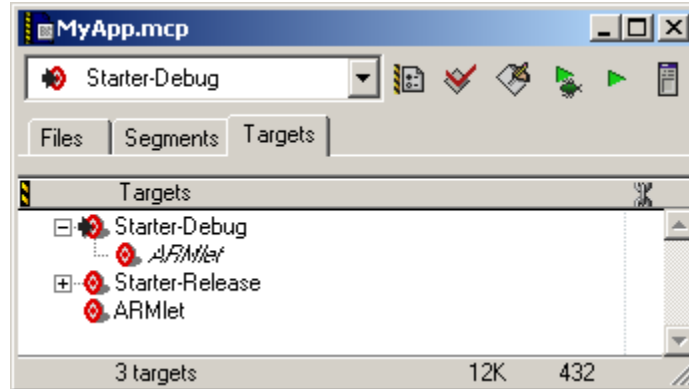 MyApp.mcp
Starter-Debug
Files Segments Targets
Targets
Starter-Debug
ARMlet
Starter-Release
ARMlet
3 targets 12K 432